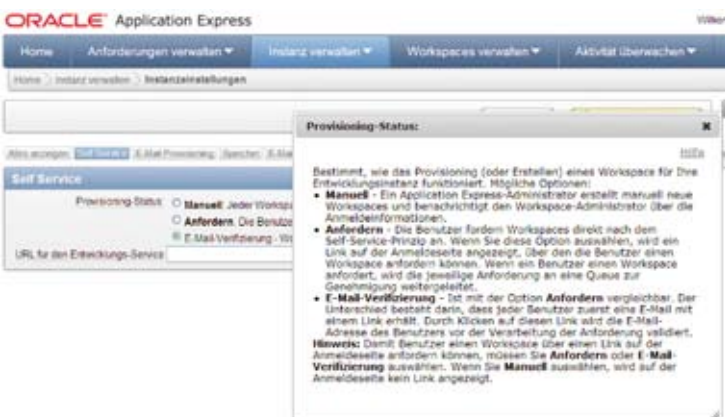 ORACLE Application Express
Home Anforderungen verwalten Instanz verwalten Workspaces verwalten Aktivität überwachen
Home Instanz verwalten Instanzeinstellungen
Provisioning-Status:
Hilfe
Alles anzeigen Self Service E-Mail Provisioning Speicher E-Mai
Self Service
Provisioning-Status Manuell Jeder Workspa
Anfordern Die Benutze
E-Mail-Verifizierung - Wo
URL für den Entwicklungs-Service
Bestimmt, wie das Provisioning (oder Erstellen) eines Workspace für Ihre
Entwicklungsinstanz funktioniert. Mögliche Optionen:
• Manuell - Ein Application Express-Administrator erstellt manuell neue
Workspaces und benachrichtigt den Workspace-Administrator über die
Anmeldeinformationen.
• Anfordern - Die Benutzer fordern Workspaces direkt nach dem
Self-Service-Prinzip an. Wenn Sie diese Option auswählen, wird ein
Link auf der Anmeldeseite angezeigt, über den die Benutzer einen
Workspace anfordern können. Wenn ein Benutzer einen Workspace
anfordert, wird die jeweilige Anforderung an eine Queue zur
Genehmigung weitergeleitet.
• E-Mail-Verifizierung - Ist mit der Option Anfordern vergleichbar. Der
Unterschied besteht darin, dass jeder Benutzer zuerst eine E-Mail mit
einem Link erhält. Durch Klicken auf diesen Link wird die E-Mail-
Adresse des Benutzers vor der Verarbeitung der Anforderung validiert.
Hinweis: Damit Benutzer einen Workspace über einen Link auf der
Anmeldeseite anfordern können, müssen Sie Anfordern oder E-Mail-
Verifizierung auswählen. Wenn Sie Manuell auswählen, wird auf der
Anmeldeseite kein Link angezeigt.